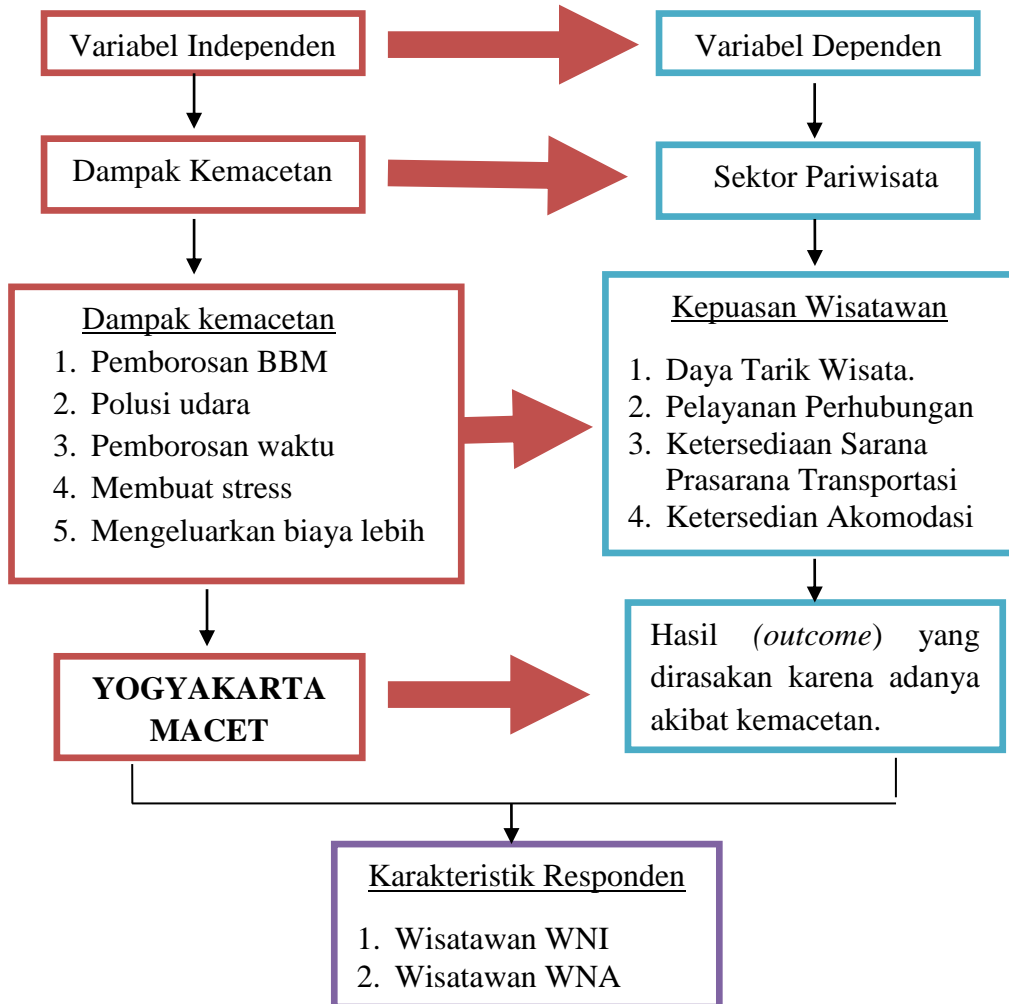 Variabel Independen
Variabel Dependen
Dampak Kemacetan
Sektor Pariwisata
Dampak kemacetan
1. Pemborosan BBM
2. Polusi udara
3. Pemborosan waktu
4. Membuat stress
5. Mengeluarkan biaya lebih
Kepuasan Wisatawan
1. Daya Tarik Wisata.
2. Pelayanan Perhubungan
3. Ketersediaan Sarana
Prasarana Transportasi
4. Ketersedian Akomodasi
YOGYAKARTA
MACET
Hasil (outcome) yang
dirasakan karena adanya
akibat kemacetan.
Karakteristik Responden
1. Wisatawan WNI
2. Wisatawan WNA